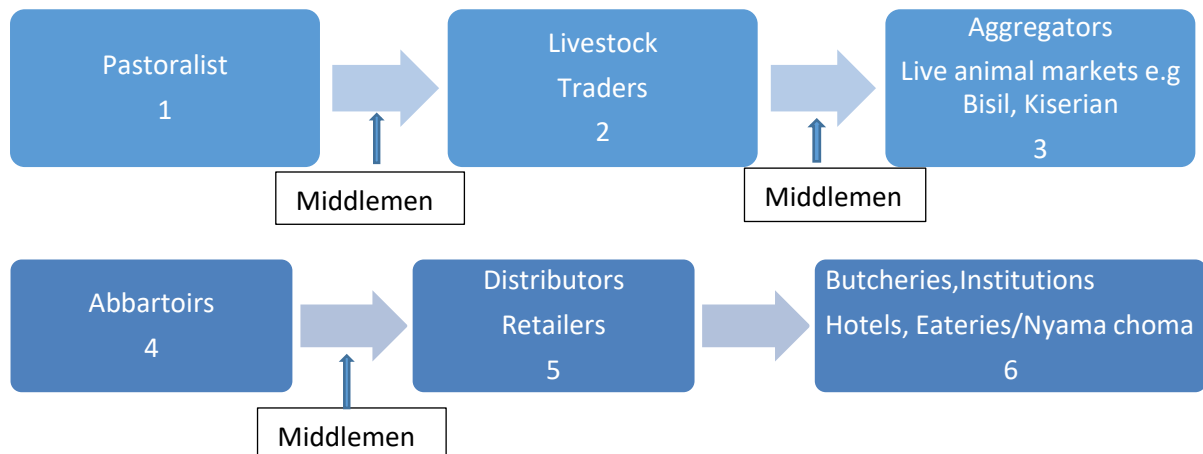 Pastoralist
1
Livestock
Traders
2
Aggregators
Live animal markets e.g
Bisil, Kiserian
3
Middlemen
Middlemen
Abbartoirs
4
Distributors
Retailers
5
Butcheries,Institutions
Hotels, Eateries/Nyama choma
6
Middlemen